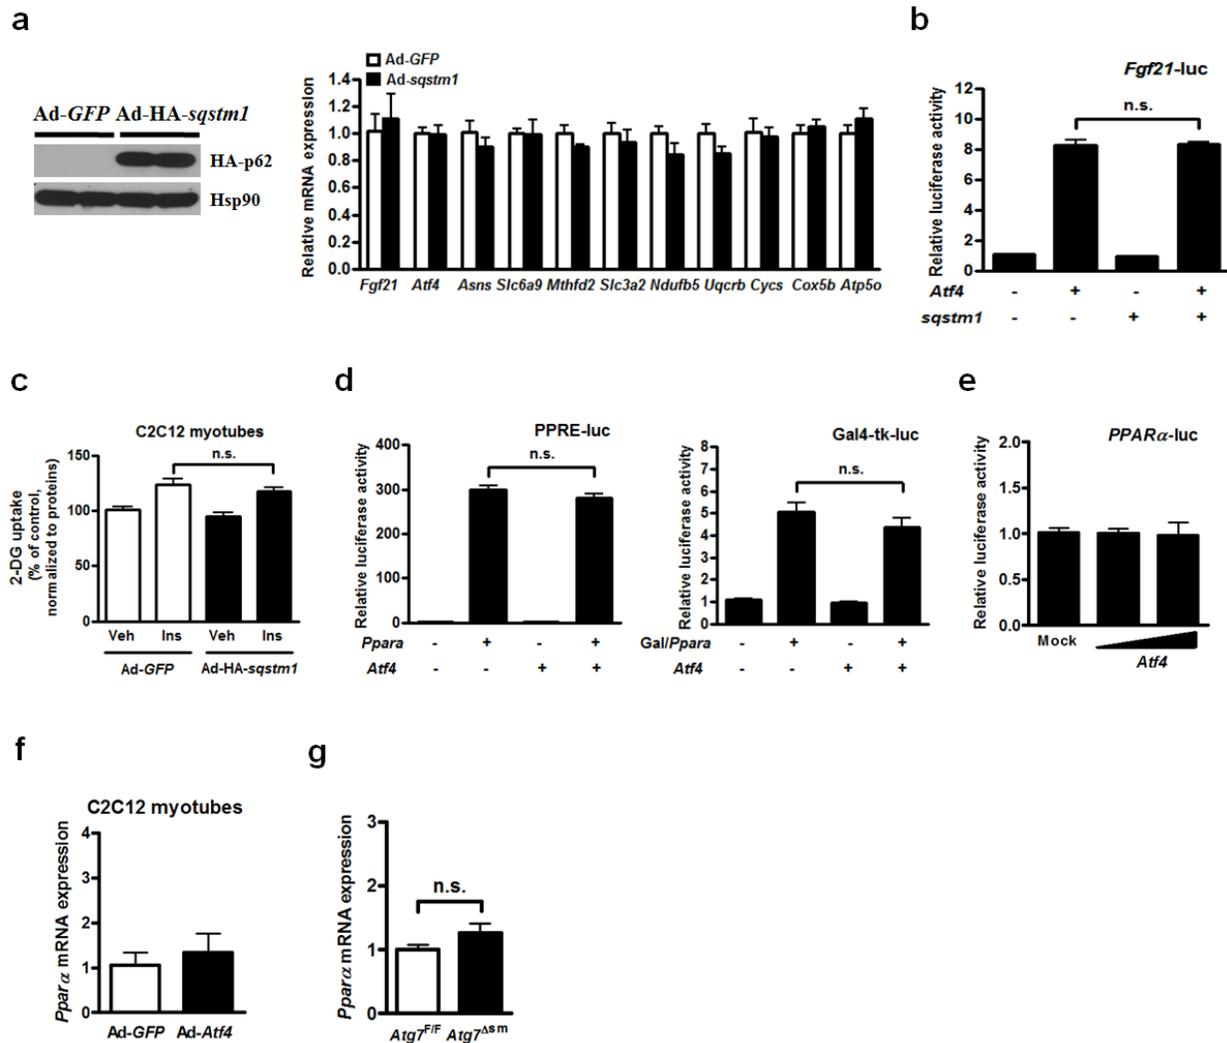 a
Ad-GFP Ad-HA-sqstm1
HA-p62
Hsp90
Ad-GFP
Ad-sqstm1
Relative mRNA expression
1.4
1.2
1.0
0.8
0.6
0.4
0.2
0.0
Fgf21 Atf4 Asns Slc6a9 Mthfd2 Slc3a2 Ndufb5 Uqcrb Cycs Cox5b Atp5o
b
Fgf21-luc
n.s.
Relative luciferase activity
12
10
8
6
4
2
0
Atf4 - + - +
sqstm1 - - + +
c
C2C12 myotubes
n.s.
2-DG uptake
(% of control,
normalized to proteins)
150
100
50
0
Veh Ins Veh Ins
Ad-GFP Ad-HA-sqstm1
d
PPRE-luc
n.s.
Relative luciferase activity
400
300
200
100
0
Ppara - + - +
Atf4 - - + +
Gal4-tk-luc
n.s.
Relative luciferase activity
8
7
6
5
4
3
2
1
0
Gal/Ppara - + - +
Atf4 - - + +
e
PPARα-luc
Relative luciferase activity
2.0
1.5
1.0
0.5
0.0
Mock
Atf4
f
C2C12 myotubes
Pparα mRNA expression
4
3
2
1
0
Ad-GFP Ad-Atf4
g
n.s.
Pparα mRNA expression
3
2
1
0
Atg7F/F Atg7Δsm